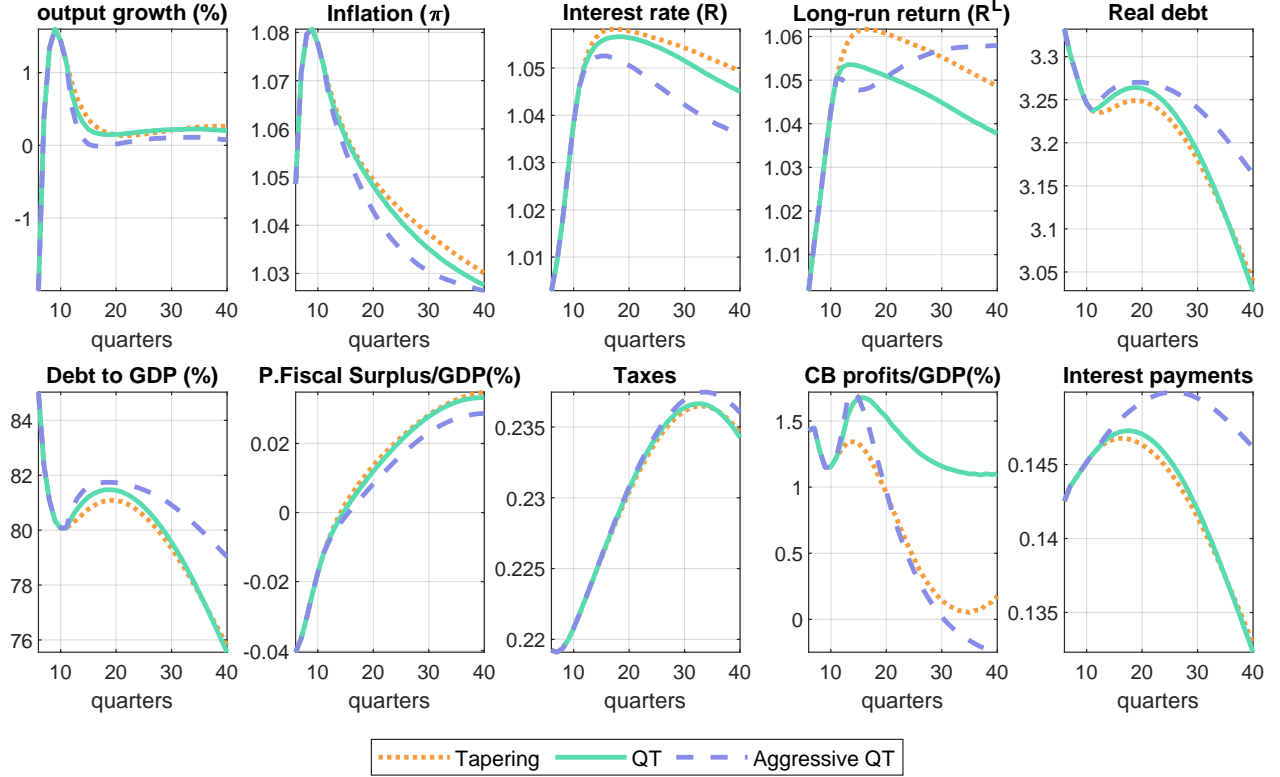 output growth (%)
Inflation (π)
Interest rate (R)
Long-run return (R^L)
Real debt
1
0
-1
10 20 30 40
quarters
1.08
1.07
1.06
1.05
1.04
1.03
10 20 30 40
quarters
1.05
1.04
1.03
1.02
1.01
10 20 30 40
quarters
1.06
1.05
1.04
1.03
1.02
1.01
10 20 30 40
quarters
3.3
3.25
3.2
3.15
3.1
3.05
10 20 30 40
quarters
Debt to GDP (%)
P.Fiscal Surplus/GDP(%)
Taxes
CB profits/GDP(%)
Interest payments
84
82
80
78
76
10 20 30 40
quarters
0.02
0
-0.02
-0.04
10 20 30 40
quarters
0.235
0.23
0.225
0.22
10 20 30 40
quarters
1.5
1
0.5
0
10 20 30 40
quarters
0.145
0.14
0.135
10 20 30 40
quarters
Tapering QT Aggressive QT